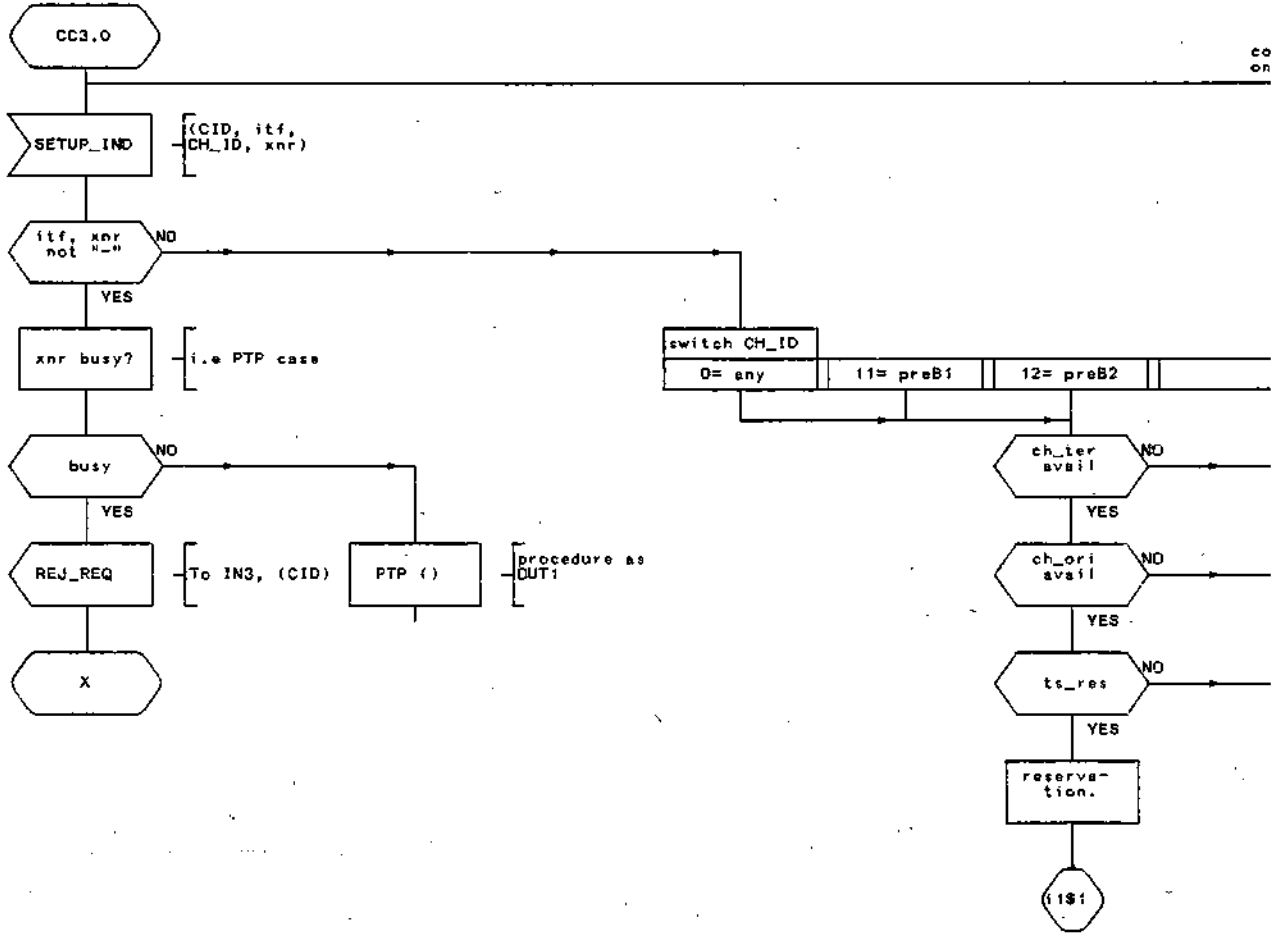 CC3.0
co
on
SETUP_IND
(CID, itf,
CH_ID, xnr)
itf, xnr
not "-"
NO
YES
xnr busy?
i.e PTP case
switch CH_ID
0= any
11= preB1
12= preB2
busy
NO
YES
ch_ter
avail
NO
YES
REJ_REQ
To IN3, (CID)
PTP ()
procedure as
OUT1
ch_ori
avail
NO
YES
X
ts_res
NO
YES
reserva-
tion.
i1$1